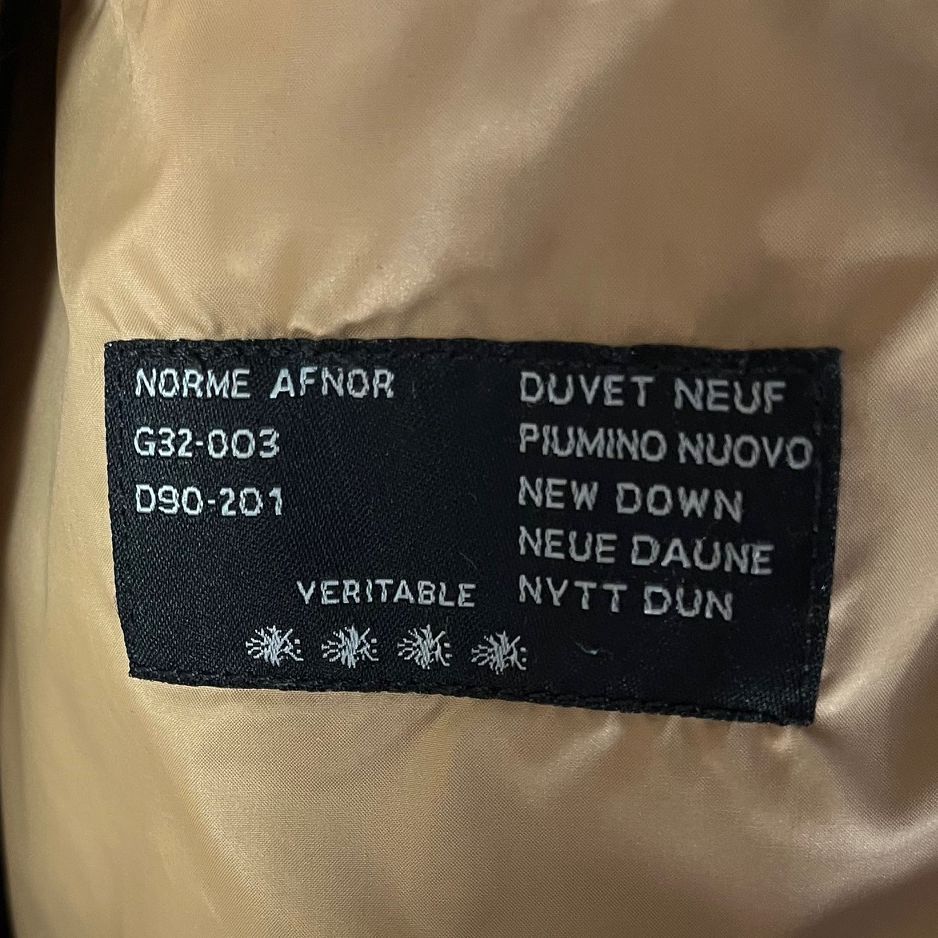 NORME AFNOR
G32-003
D90-201
VERITABLE
DUVET NEUF
PIUMINO NUOVO
NEW DOWN
NEUE DAUNE
NYTT DUN